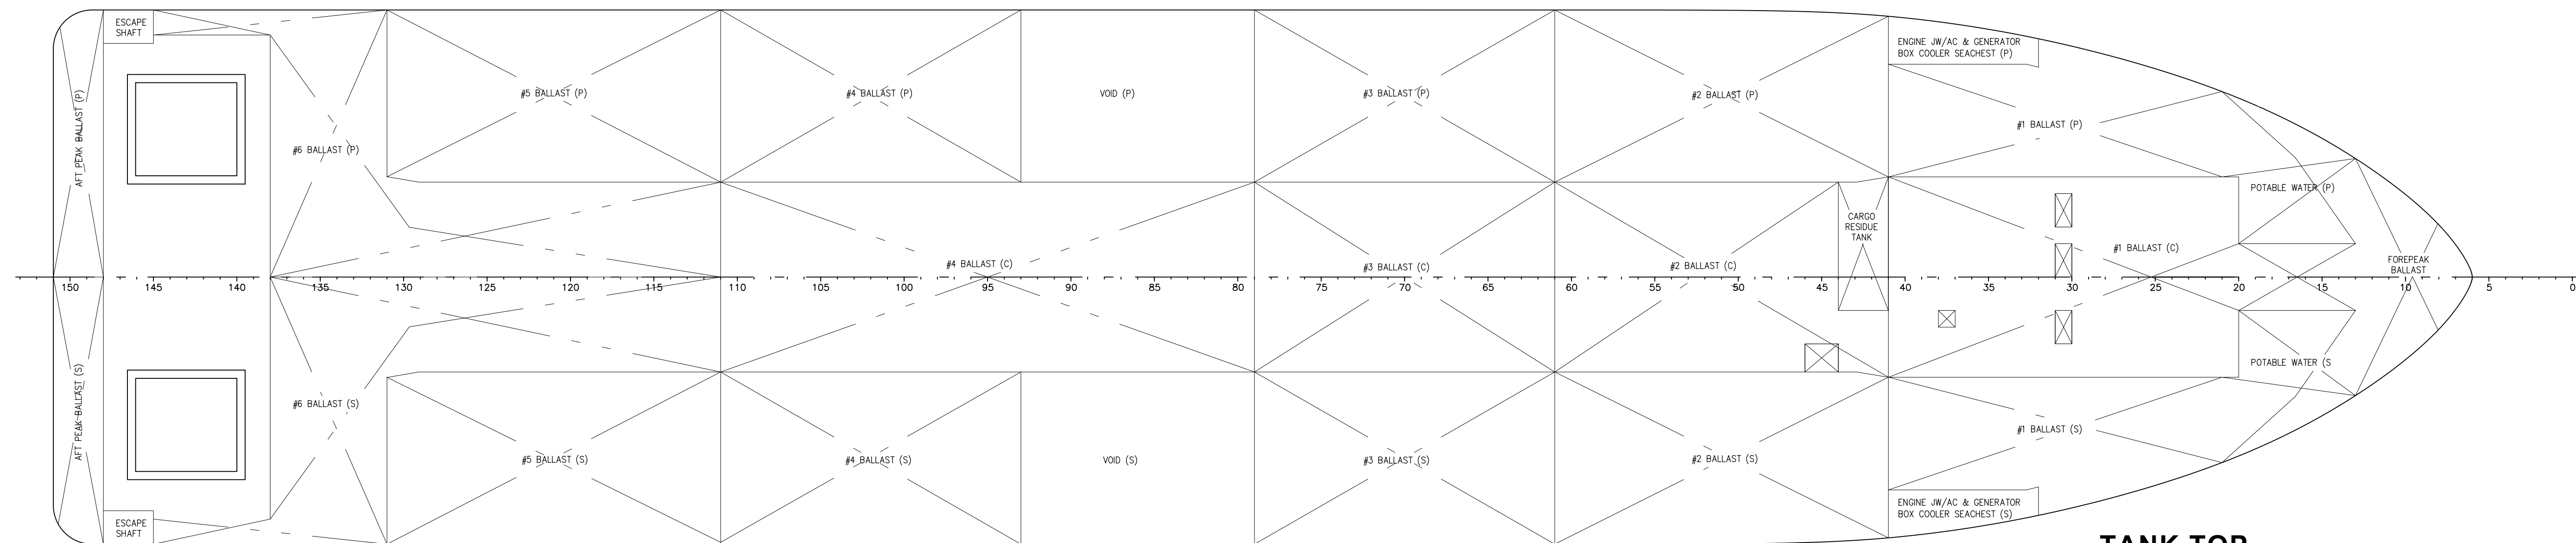 ESCAPE
SHAFT
ENGINE JW/AC & GENERATOR
BOX COOLER SEACHEST (P)
AFT PEAK BALLAST (P)
#5 BALLAST (P)
#4 BALLAST (P)
VOID (P)
#3 BALLAST (P)
#2 BALLAST (P)
#1 BALLAST (P)
#6 BALLAST (P)
POTABLE WATER (P)
CARGO
RESIDUE
TANK
#1 BALLAST (C)
#4 BALLAST (C)
#3 BALLAST (C)
#2 BALLAST (C)
FOREPEAK
BALLAST
150 145 140 135 130 125 120 115 110 105 100 95 90 85 80 75 70 65 60 55 50 45 40 35 30 25 20 15 10 5 0
POTABLE WATER (S
AFT PEAK BALLAST (S)
#6 BALLAST (S)
#5 BALLAST (S)
#4 BALLAST (S)
VOID (S)
#3 BALLAST (S)
#2 BALLAST (S)
#1 BALLAST (S)
ENGINE JW/AC & GENERATOR
BOX COOLER SEACHEST (S)
ESCAPE
SHAFT
TANK TOP